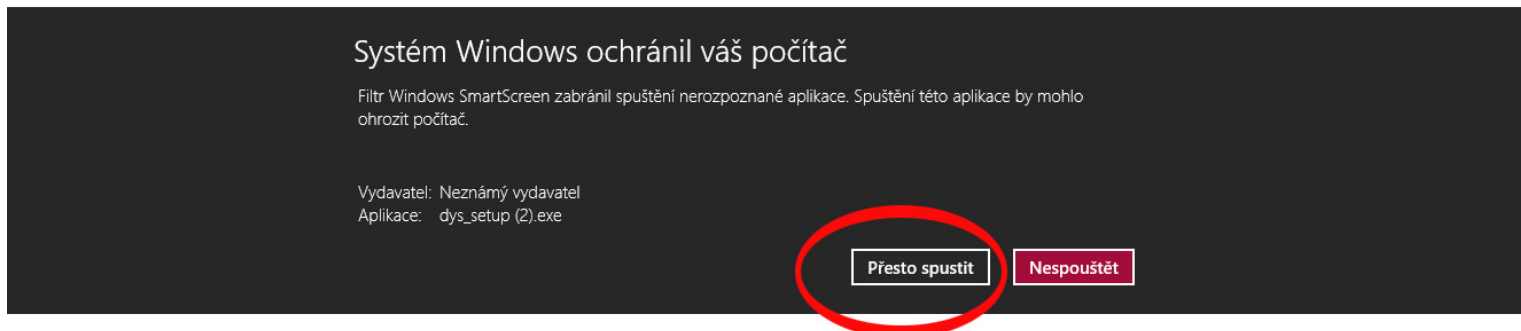 Systém Windows ochránil váš počítač
Filtr Windows SmartScreen zabránil spuštění nerozpoznané aplikace. Spuštění této aplikace by mohlo
ohrozit počítač.
Vydavatel: Neznámý vydavatel
Aplikace: dys_setup (2).exe
Přesto spustit
Nespouštět